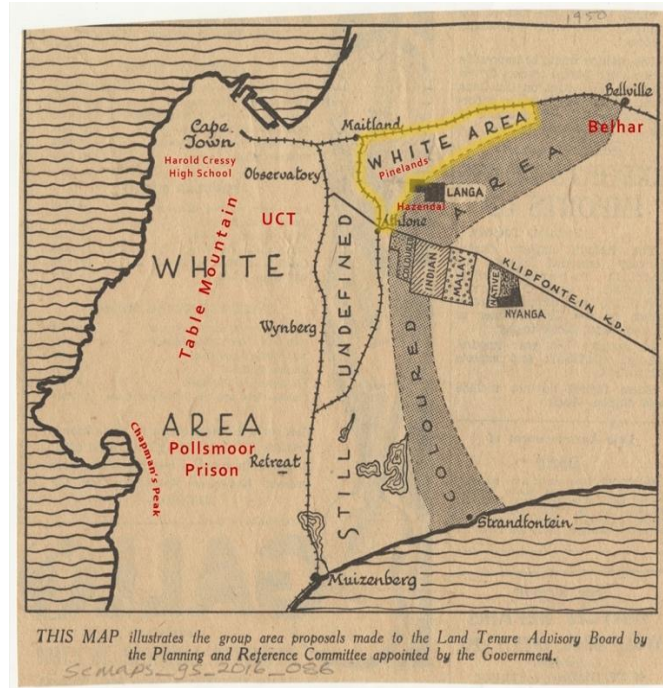 1950
Bellville
Belhar
Cape
Town
Maitland
WHITE AREA
Pinelands
Harold Cressy
High School
Observatory
LANGA
Hazendal
Athlone
AREA
UCT
Table Mountain
WHITE
COLOURED
INDIAN
MALAY
NATIVE
KLIPFONTEIN R.D.
NYANGA
Wynberg
STILL UNDEFINED
COLOURED
AREA
Chapman's Peak
Pollsmoor
Prison
Retreat
Strandfontein
Muizenberg
THIS MAP illustrates the group area proposals made to the Land Tenure Advisory Board by
the Planning and Reference Committee appointed by the Government.
Scmaps_gs_2016_086